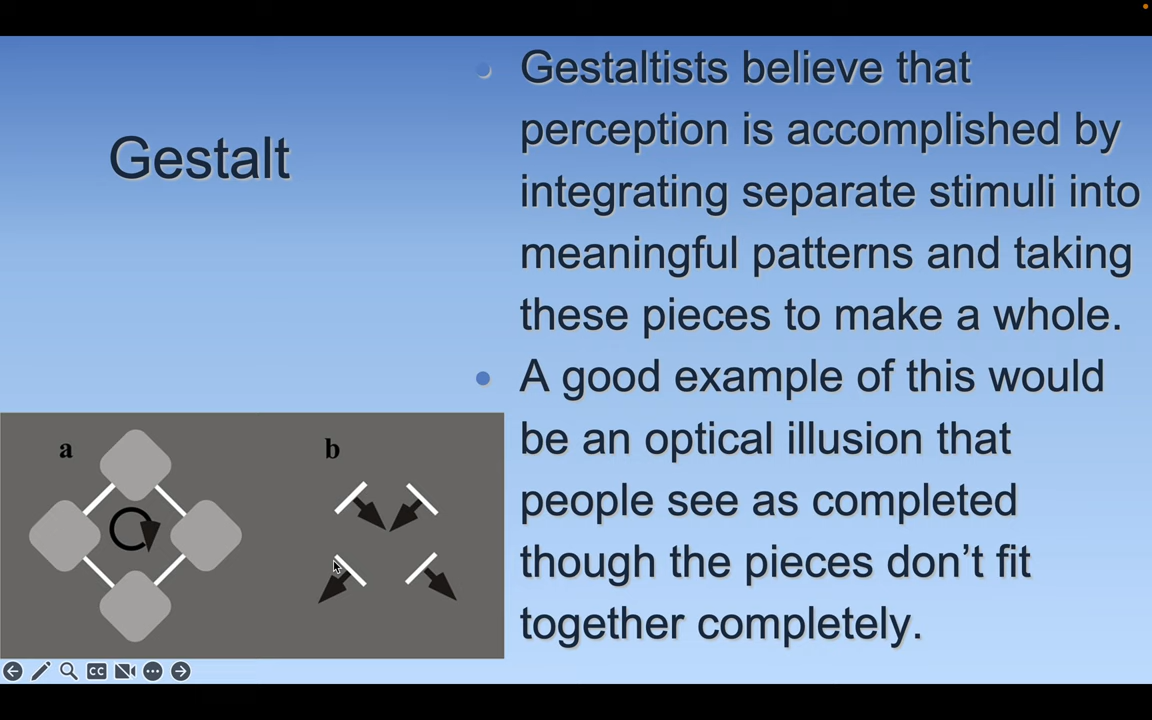 Gestalt
Gestaltists believe that
perception is accomplished by
integrating separate stimuli into
meaningful patterns and taking
these pieces to make a whole.
A good example of this would
be an optical illusion that
people see as completed
though the pieces don’t fit
together completely.
a
b
CC